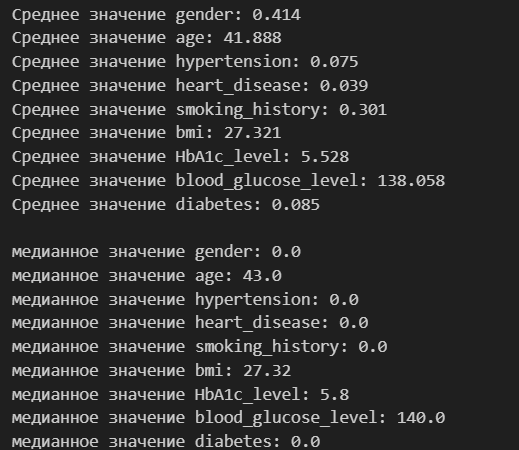 Среднее значение gender: 0.414
Среднее значение age: 41.888
Среднее значение hypertension: 0.075
Среднее значение heart_disease: 0.039
Среднее значение smoking_history: 0.301
Среднее значение bmi: 27.321
Среднее значение HbA1c_level: 5.528
Среднее значение blood_glucose_level: 138.058
Среднее значение diabetes: 0.085
медианное значение gender: 0.0
медианное значение age: 43.0
медианное значение hypertension: 0.0
медианное значение heart_disease: 0.0
медианное значение smoking_history: 0.0
медианное значение bmi: 27.32
медианное значение HbA1c_level: 5.8
медианное значение blood_glucose_level: 140.0
медианное значение diabetes: 0.0